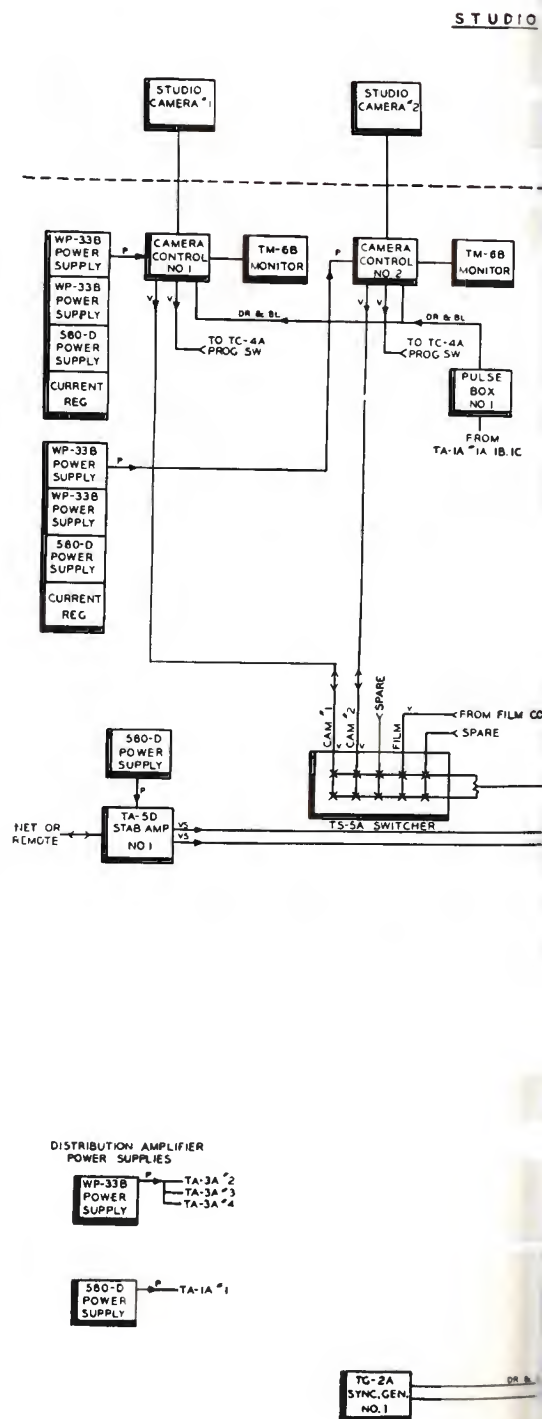 STUDIO
STUDIO
CAMERA #1
STUDIO
CAMERA #2
WP-33B
POWER
SUPPLY
WP-33B
POWER
SUPPLY
580-D
POWER
SUPPLY
CURRENT
REG
P
CAMERA
CONTROL
NO 1
TM-6B
MONITOR
P
CAMERA
CONTROL
NO. 2
TM-6B
MONITOR
V
V
DR & BL
V
V
DR & BL
TO TC-4A
PROG SW
TO TC-4A
PROG SW
PULSE
BOX
NO 1
FROM
TA-1A #1A 1B.1C
WP-33B
POWER
SUPPLY
WP-33B
POWER
SUPPLY
580-D
POWER
SUPPLY
CURRENT
REG
P
CAM #1
CAM #2
SPARE
FILM
V
V
V
FROM FILM CO
SPARE
TS-5A SWITCHER
580-D
POWER
SUPPLY
P
NET OR
REMOTE
TA-5D
STAB AMP
NO 1
VS
VS
DISTRIBUTION AMPLIFIER
POWER SUPPLIES
WP-33B
POWER
SUPPLY
P
TA-3A #2
TA-3A #3
TA-3A #4
580-D
POWER
SUPPLY
P
TA-1A #1
TG-2A
SYNC. GEN.
NO. 1
DR &